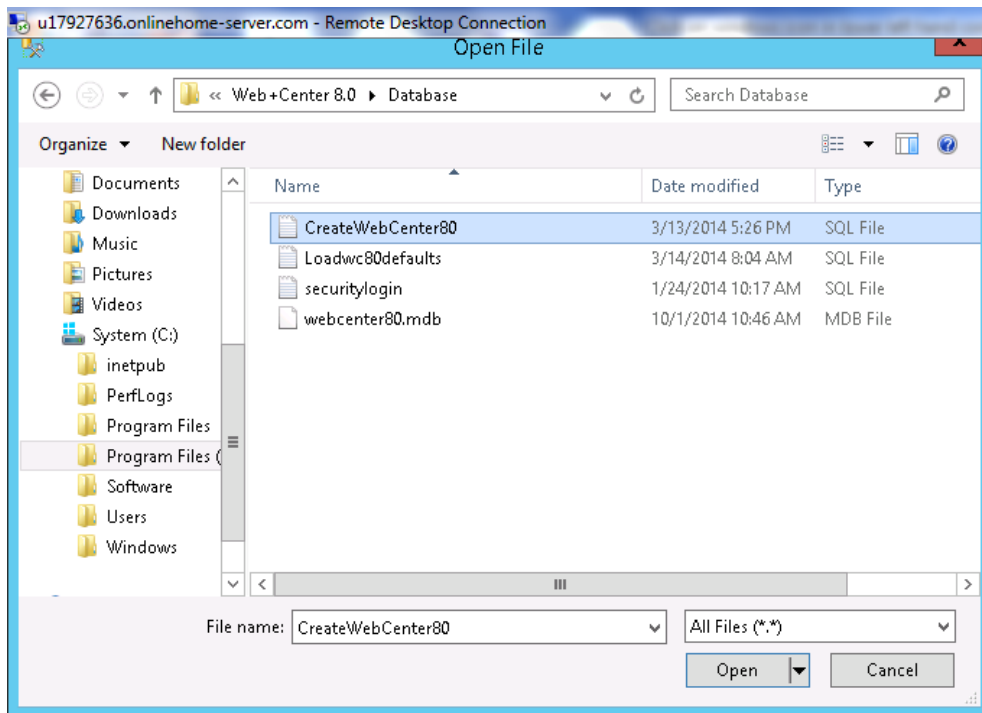 u17927636.onlinehome-server.com - Remote Desktop Connection
Open File
« Web+Center 8.0 ▸ Database
Search Database
Organize
New folder
Name
Date modified
Type
Documents
Downloads
Music
Pictures
Videos
System (C:)
inetpub
PerfLogs
Program Files
Program Files (
Software
Users
Windows
CreateWebCenter80 3/13/2014 5:26 PM SQL File
Loadwc80defaults 3/14/2014 8:04 AM SQL File
securitylogin 1/24/2014 10:17 AM SQL File
webcenter80.mdb 10/1/2014 10:46 AM MDB File
File name: CreateWebCenter80
All Files (*.*)
Open
Cancel